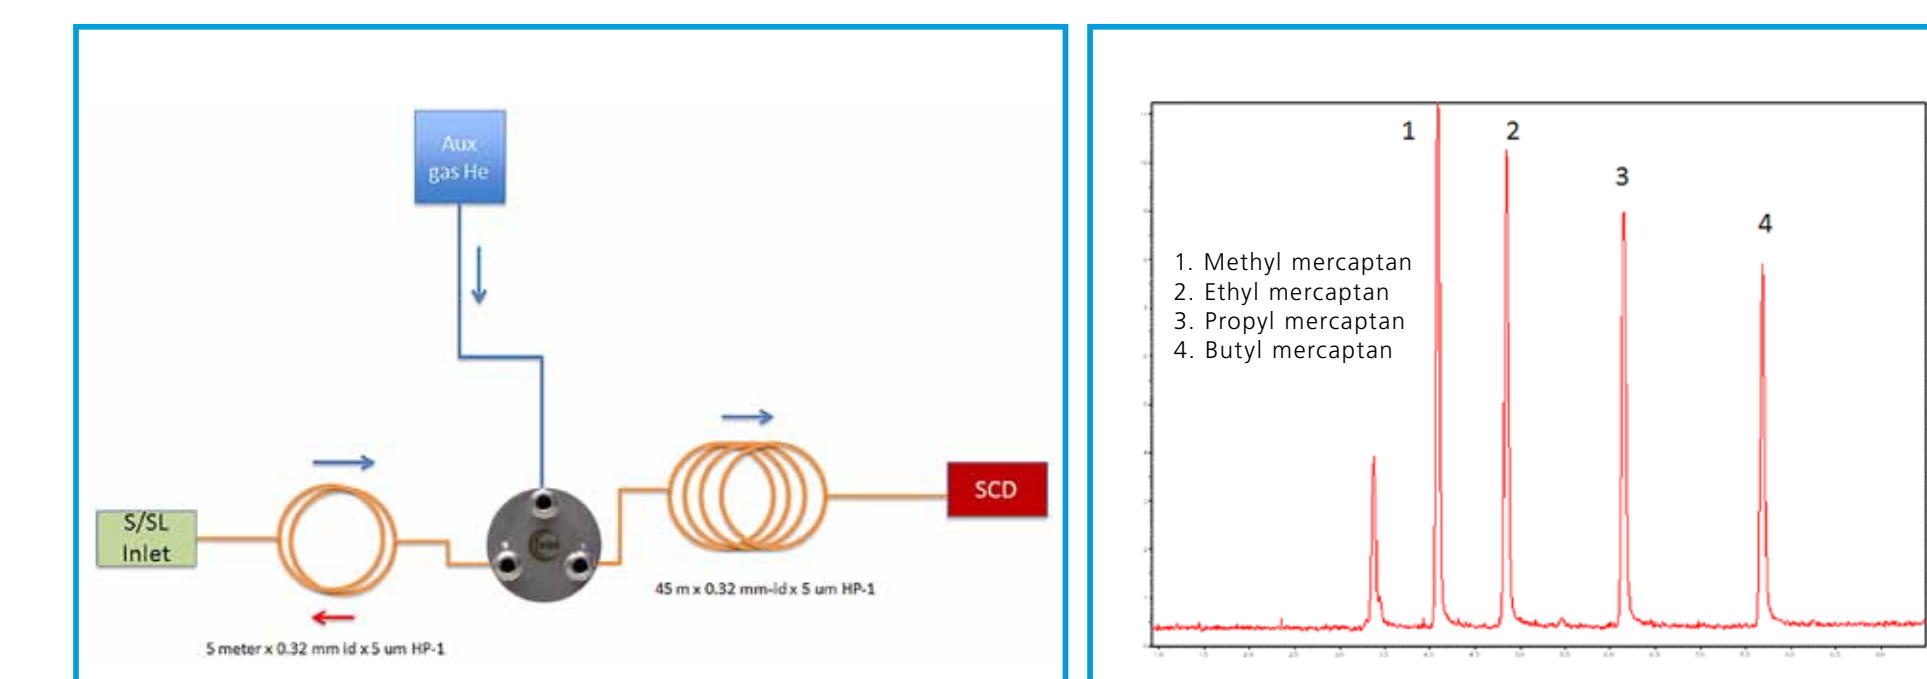 Aux
gas He
S/SL
Inlet
SCD
45 m x 0.32 mm-id x 5 um HP-1
5 meter x 0.32 mm id x 5 um HP-1
1
2
3
4
1. Methyl mercaptan
2. Ethyl mercaptan
3. Propyl mercaptan
4. Butyl mercaptan